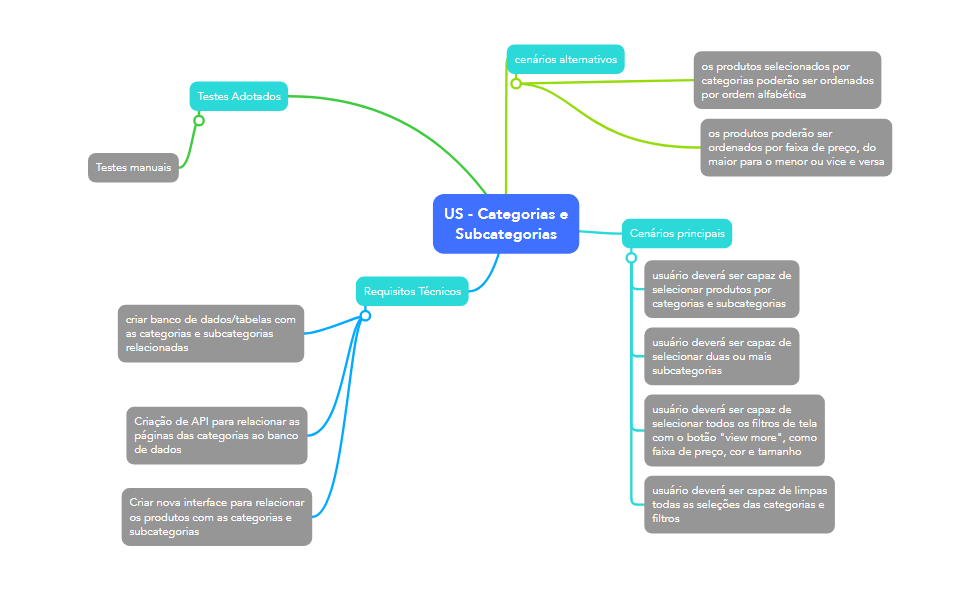 US - Categorias e
Subcategorias
cenários alternativos
os produtos selecionados por
categorias poderão ser ordenados
por ordem alfabética
os produtos poderão ser
ordenados por faixa de preço, do
maior para o menor ou vice e versa
Cenários principais
usuário deverá ser capaz de
selecionar produtos por
categorias e subcategorias
usuário deverá ser capaz de
selecionar duas ou mais
subcategorias
usuário deverá ser capaz de
selecionar todos os filtros de tela
com o botão "view more", como
faixa de preço, cor e tamanho
usuário deverá ser capaz de limpas
todas as seleções das categorias e
filtros
Requisitos Técnicos
criar banco de dados/tabelas com
as categorias e subcategorias
relacionadas
Criação de API para relacionar as
páginas das categorias ao banco
de dados
Criar nova interface para relacionar
os produtos com as categorias e
subcategorias
Testes Adotados
Testes manuais